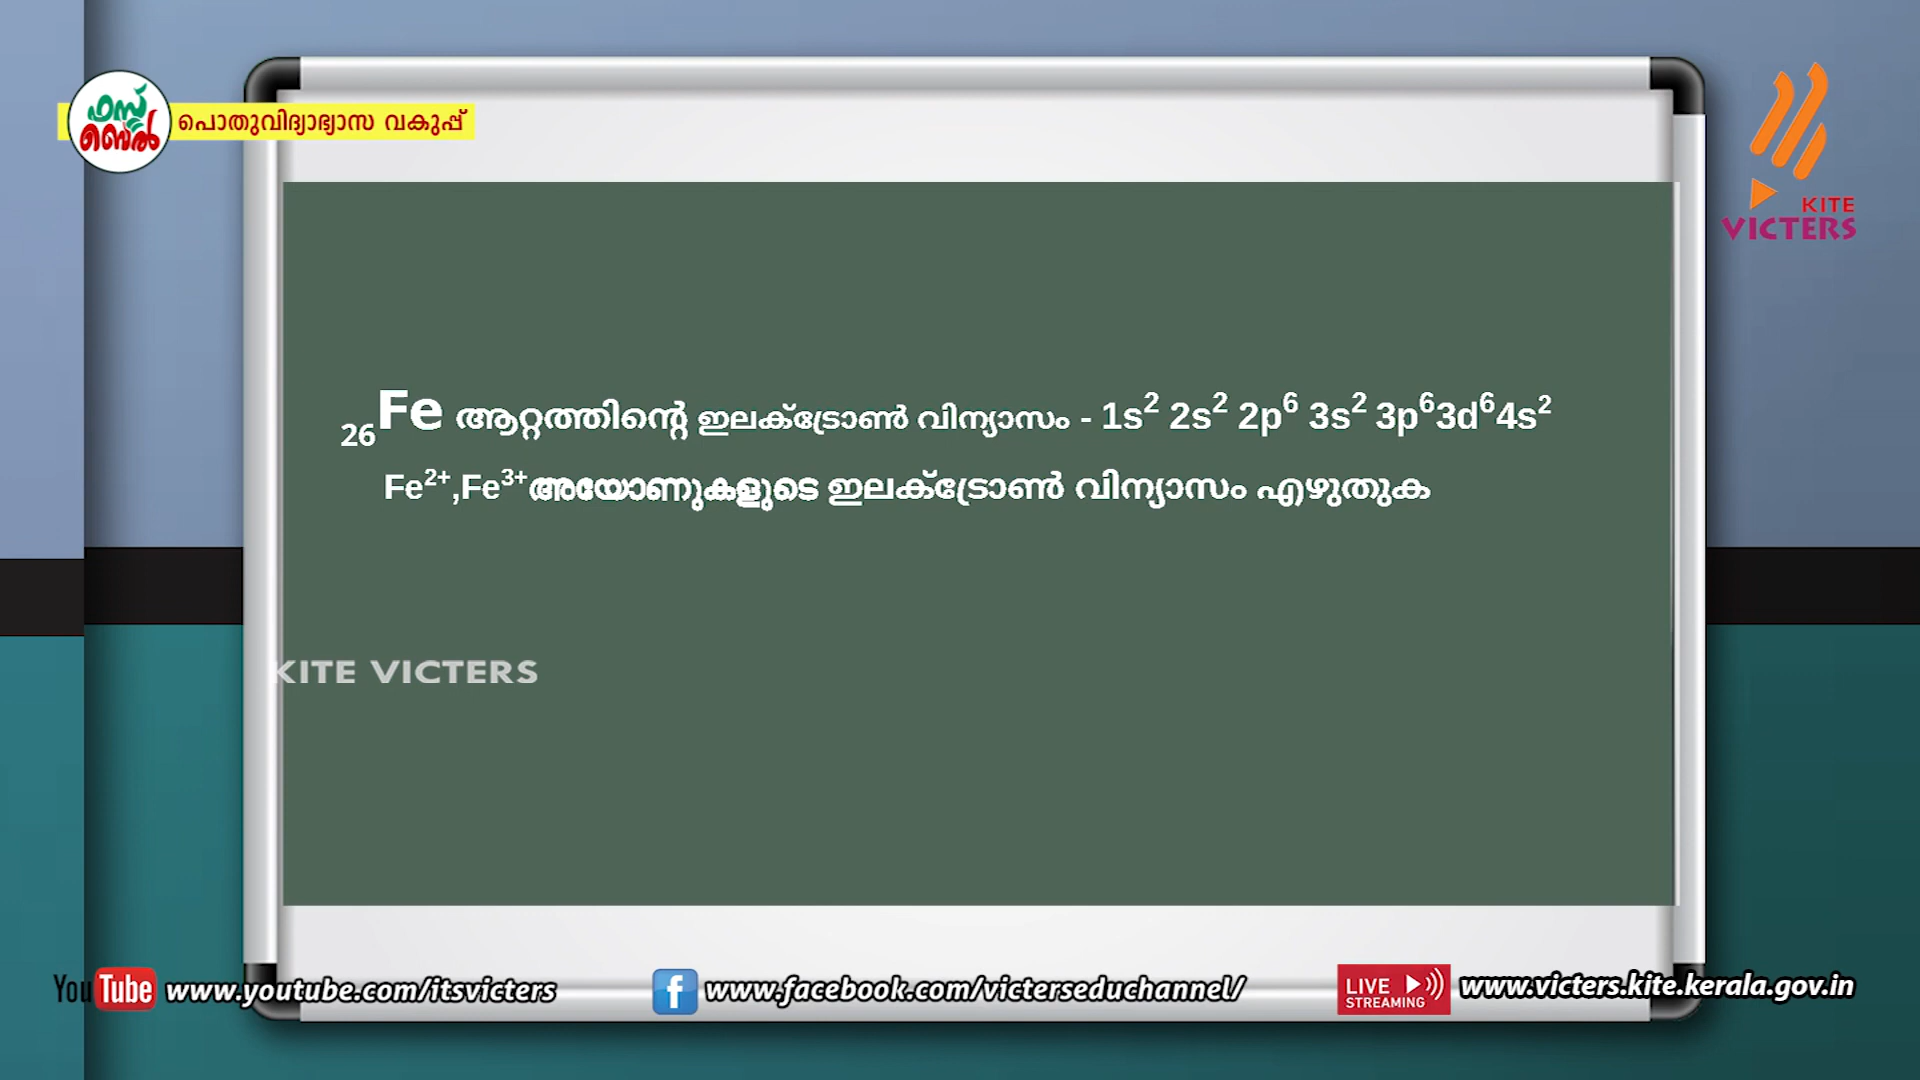 ഫസ്റ്റ് ബെൽ
പൊതുവിദ്യാഭ്യാസ വകുപ്പ്
KITE
VICTERS
₂₆Fe ആറ്റത്തിന്റെ ഇലക്ട്രോൺ വിന്യാസം - 1s² 2s² 2p⁶ 3s² 3p⁶3d⁶4s²
Fe²⁺,Fe³⁺അയോണുകളുടെ ഇലക്ട്രോൺ വിന്യാസം എഴുതുക
KITE VICTERS
YouTube www.youtube.com/itsvicters
f www.facebook.com/victerseduchannel/
LIVE STREAMING www.victers.kite.kerala.gov.in